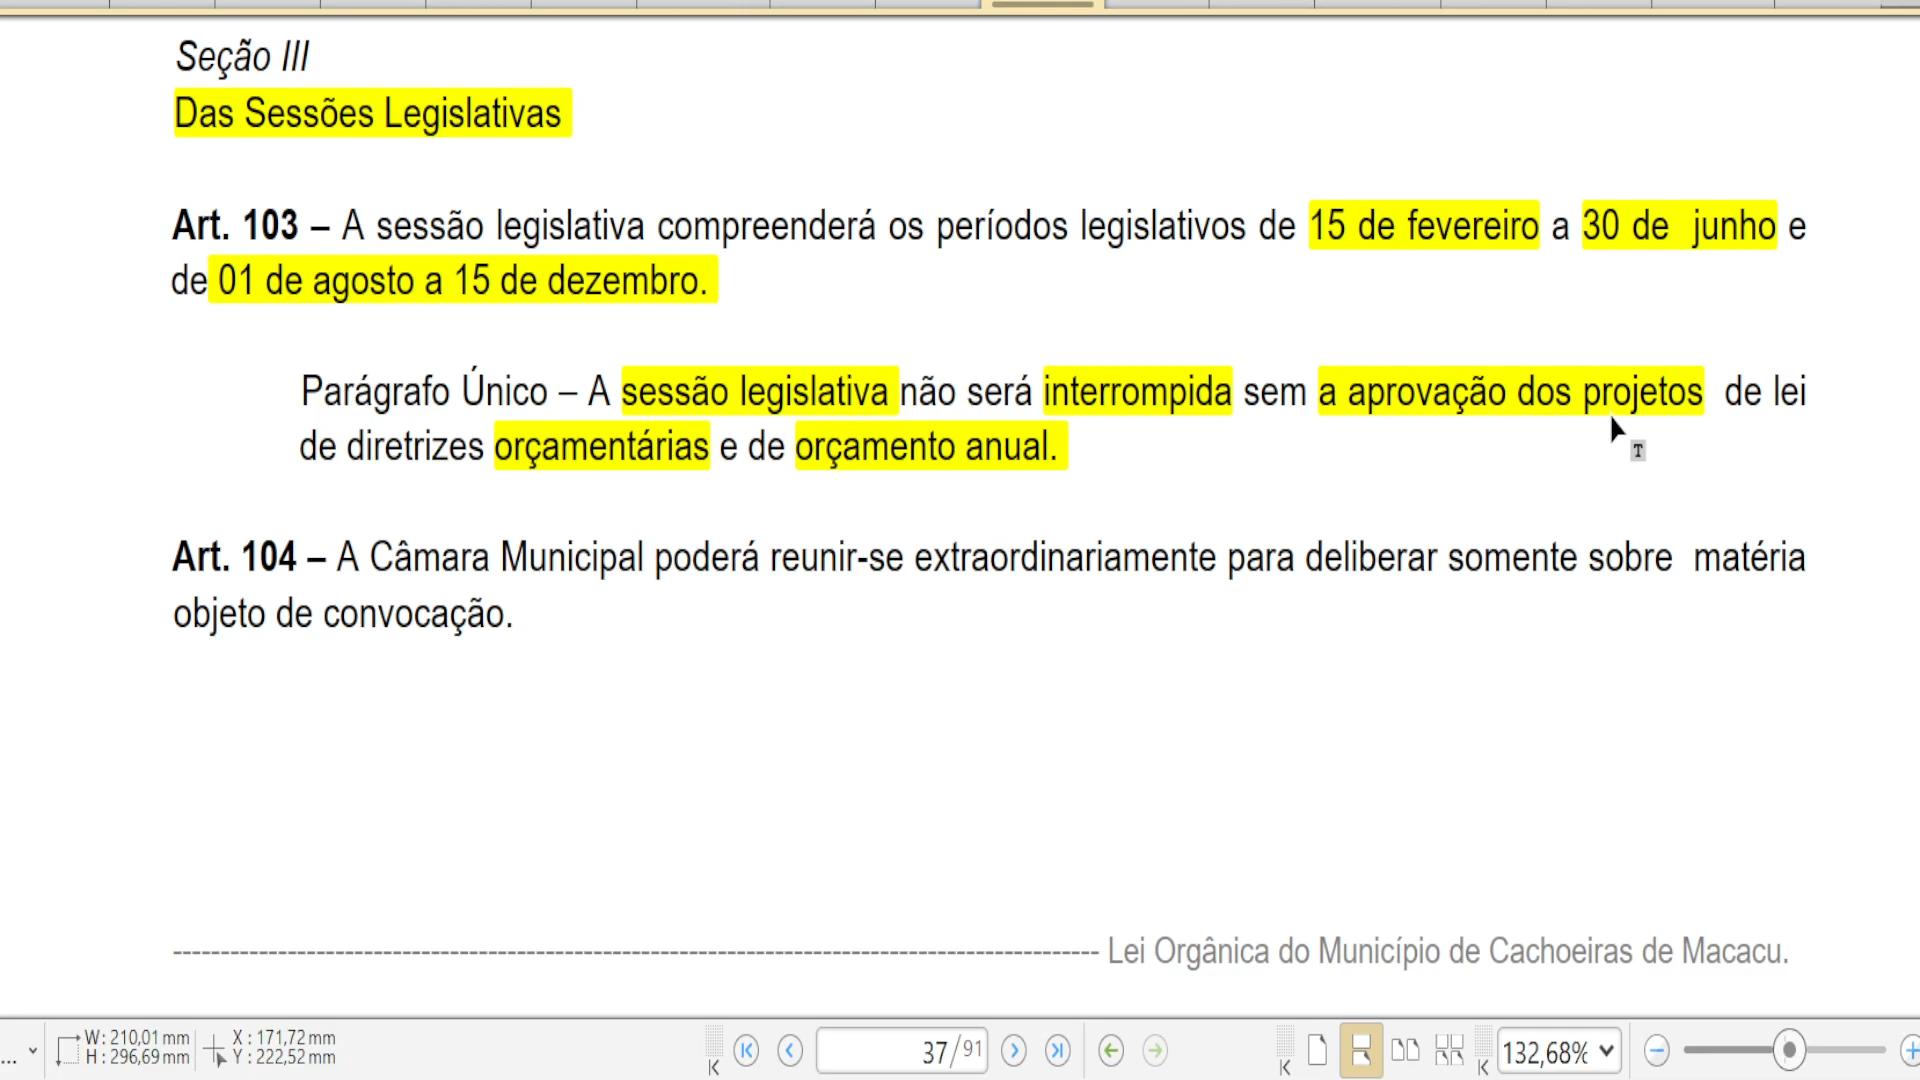 Seção III
Das Sessões Legislativas
Art. 103 – A sessão legislativa compreenderá os períodos legislativos de 15 de fevereiro a 30 de junho e
de 01 de agosto a 15 de dezembro.
Parágrafo Único – A sessão legislativa não será interrompida sem a aprovação dos projetos de lei
de diretrizes orçamentárias e de orçamento anual.
Art. 104 – A Câmara Municipal poderá reunir-se extraordinariamente para deliberar somente sobre matéria
objeto de convocação.
-------------------------------------------------------------------------------------------------- Lei Orgânica do Município de Cachoeiras de Macacu.
... W: 210,01 mm X : 171,72 mm 37/91 132,68%
H : 296,69 mm Y : 222,52 mm